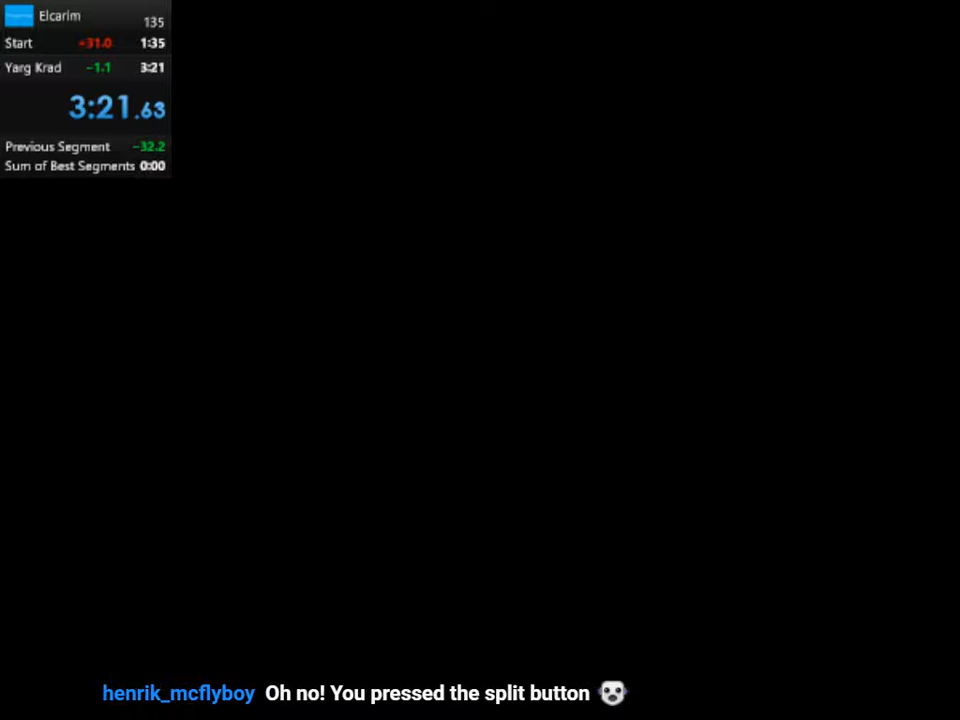 Elcarim
135
Start +31.0 1:35
Yarg Krad -1.1 3:21
3:21.63
Previous Segment -32.2
Sum of Best Segments 0:00
henrik_mcflyboy Oh no! You pressed the split button